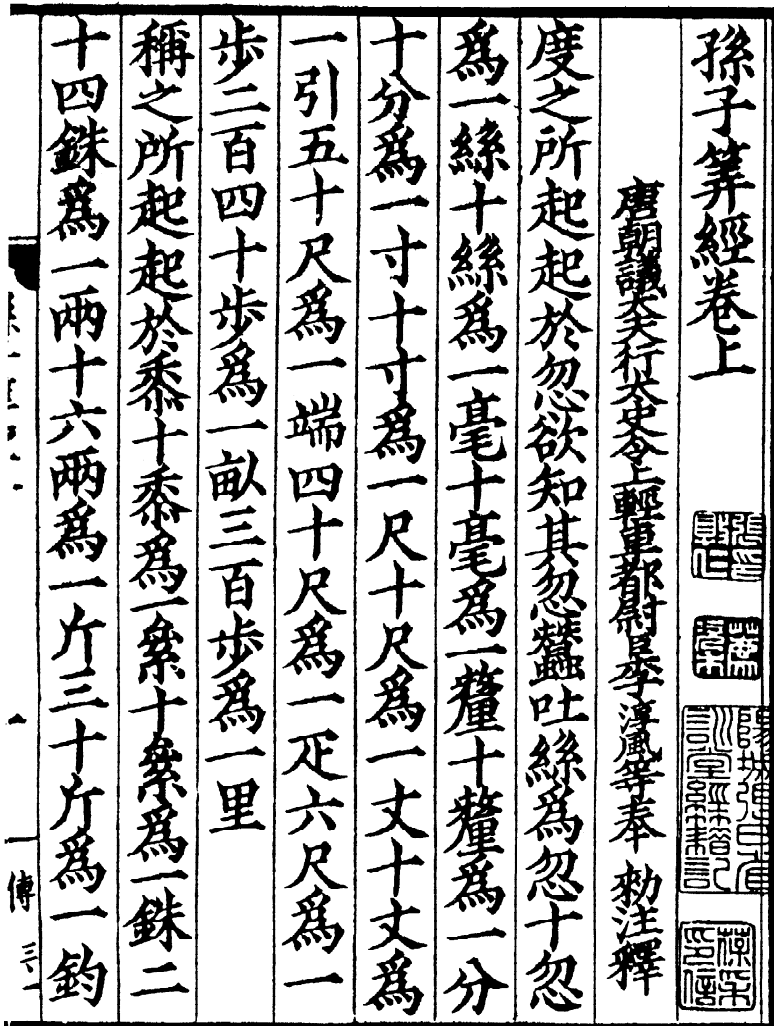 孫子筭經卷上
唐朝議大夫行太史令上輕車都尉臣李淳風等奉 勑注釋
度之所起起於忽欲知其忽蠶吐絲為忽十忽
爲一絲十絲爲一毫十毫爲一釐十釐爲一分
十分爲一寸十寸爲一尺十尺爲一丈十丈爲
一引五十尺爲一端四十尺爲一疋六尺爲一
步二百四十步爲一畝三百步爲一里
稱之所起起於黍十黍爲一絫十絫爲一銖二
十四銖爲一兩十六兩爲一斤三十斤爲一鈞